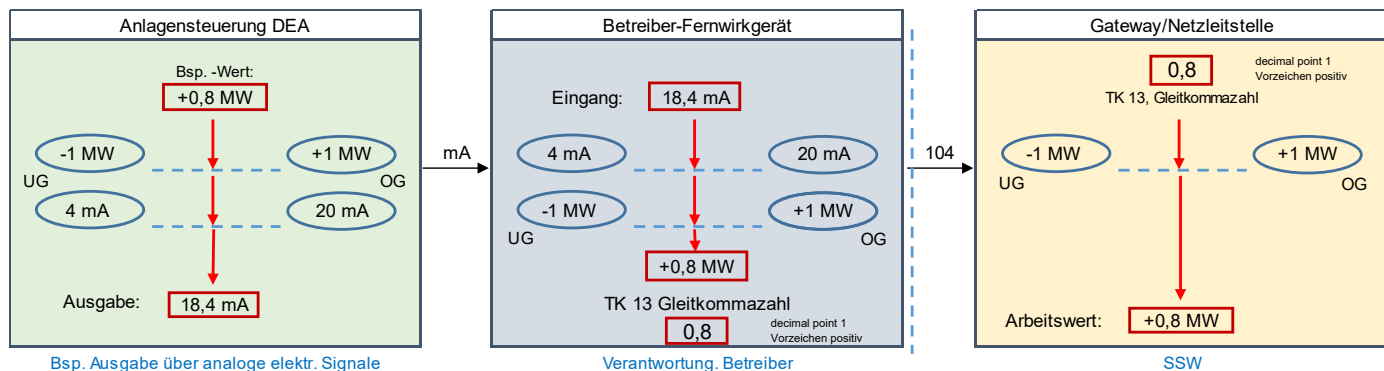 Anlagensteuerung DEA
Bsp. -Wert:
+0,8 MW
-1 MW
+1 MW
UG
OG
4 mA
20 mA
Ausgabe:
18,4 mA
Bsp. Ausgabe über analoge elektr. Signale
mA
Betreiber-Fernwirkgerät
Eingang:
18,4 mA
4 mA
20 mA
-1 MW
+1 MW
UG
OG
+0,8 MW
TK 13 Gleitkommazahl
0,8
decimal point 1
Vorzeichen positiv
Verantwortung. Betreiber
104
Gateway/Netzleitstelle
0,8
decimal point 1
Vorzeichen positiv
TK 13, Gleitkommazahl
-1 MW
+1 MW
UG
OG
Arbeitswert:
+0,8 MW
SSW